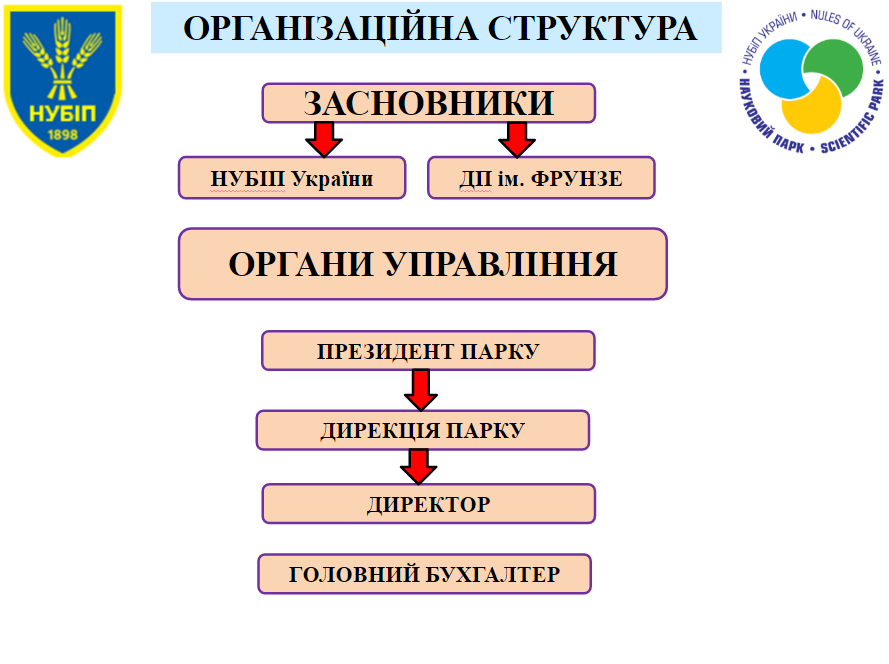 ОРГАНІЗАЦІЙНА СТРУКТУРА
НУБІП
1898
НУБІП УКРАЇНИ • NULES OF UKRAINE •
НАУКОВИЙ ПАРК • SCIENTIFIC PARK
ЗАСНОВНИКИ
НУБІП України
ДП ім. ФРУНЗЕ
ОРГАНИ УПРАВЛІННЯ
ПРЕЗИДЕНТ ПАРКУ
ДИРЕКЦІЯ ПАРКУ
ДИРЕКТОР
ГОЛОВНИЙ БУХГАЛТЕР